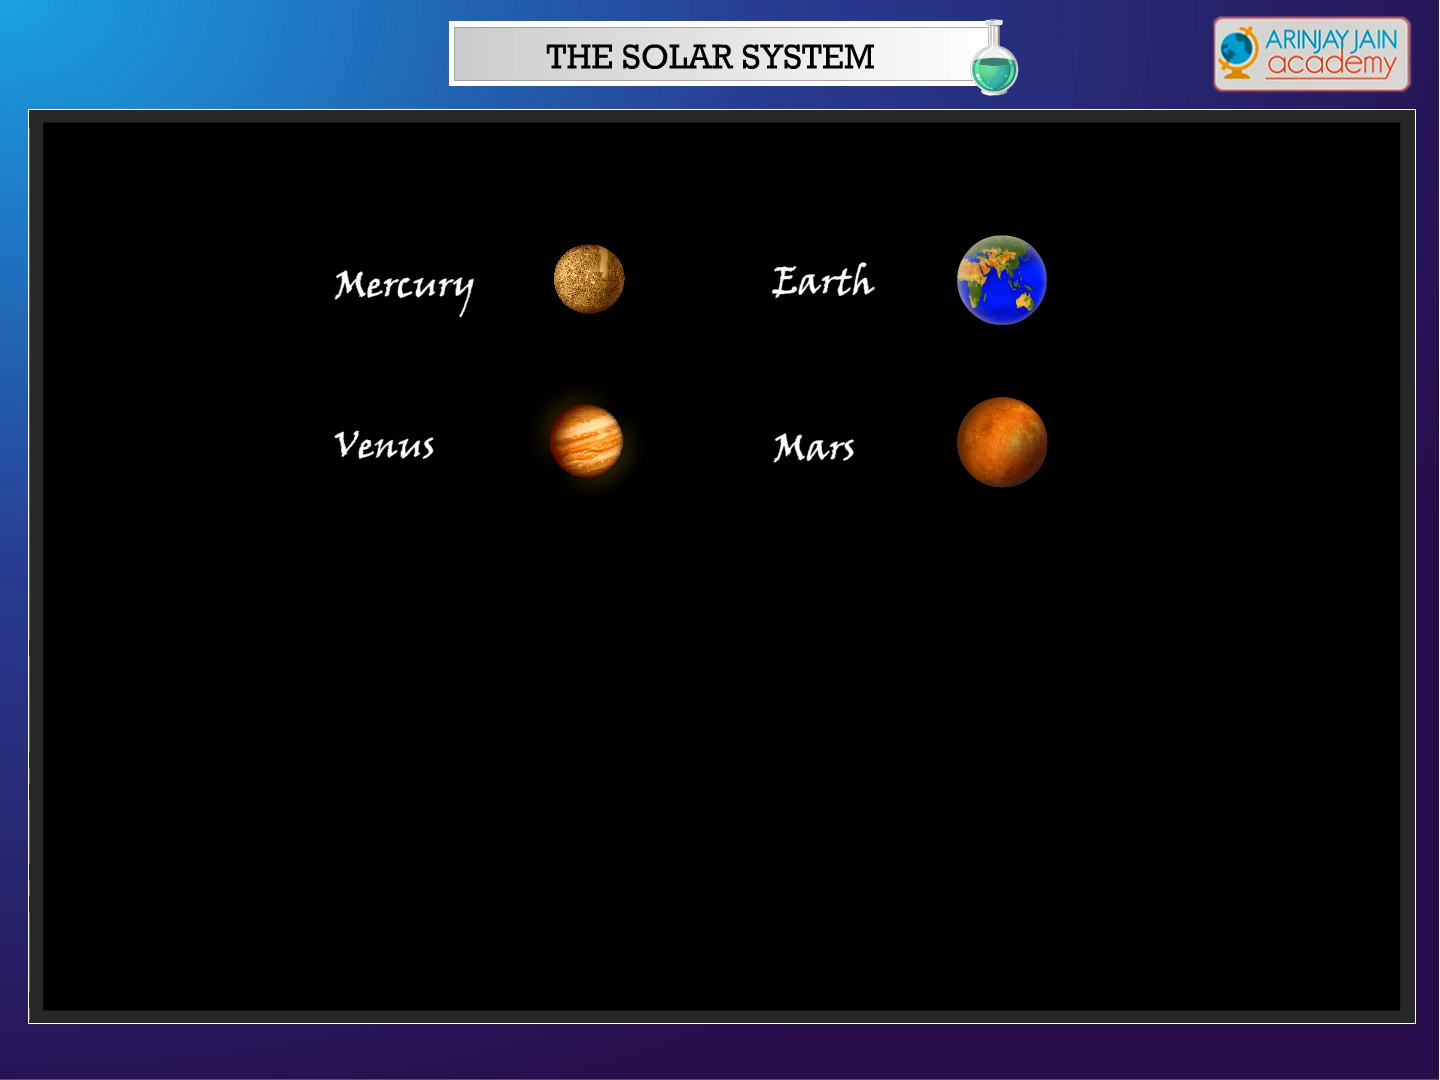 THE SOLAR SYSTEM
ARINJAY JAIN
academy
Mercury
Earth
Venus
Mars